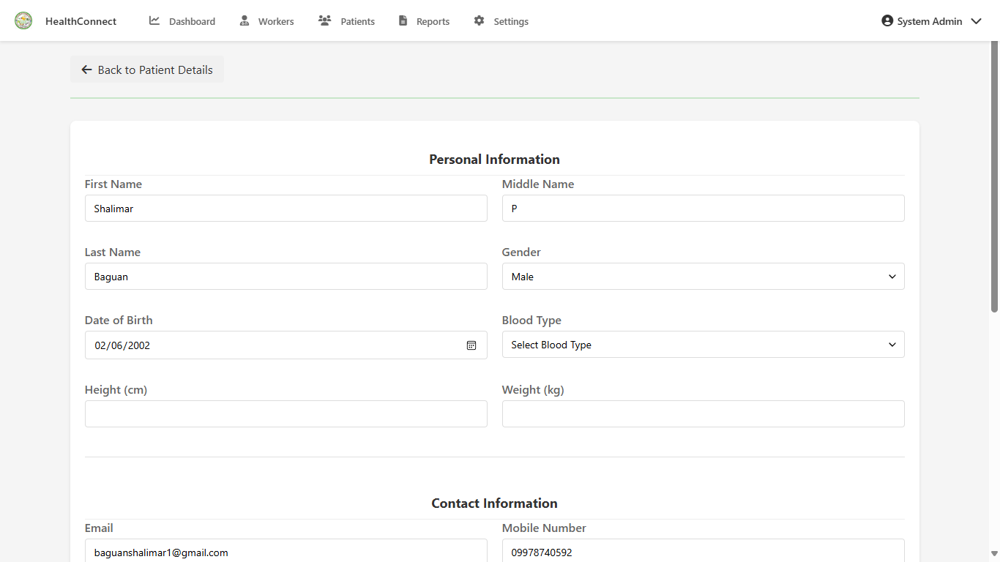 HealthConnect Dashboard Workers Patients Reports Settings System Admin
Back to Patient Details
Personal Information
First Name Middle Name
Shalimar P
Last Name Gender
Baguan Male
Date of Birth Blood Type
02/06/2002 Select Blood Type
Height (cm) Weight (kg)
Contact Information
Email Mobile Number
baguanshalimar1@gmail.com 09978740592